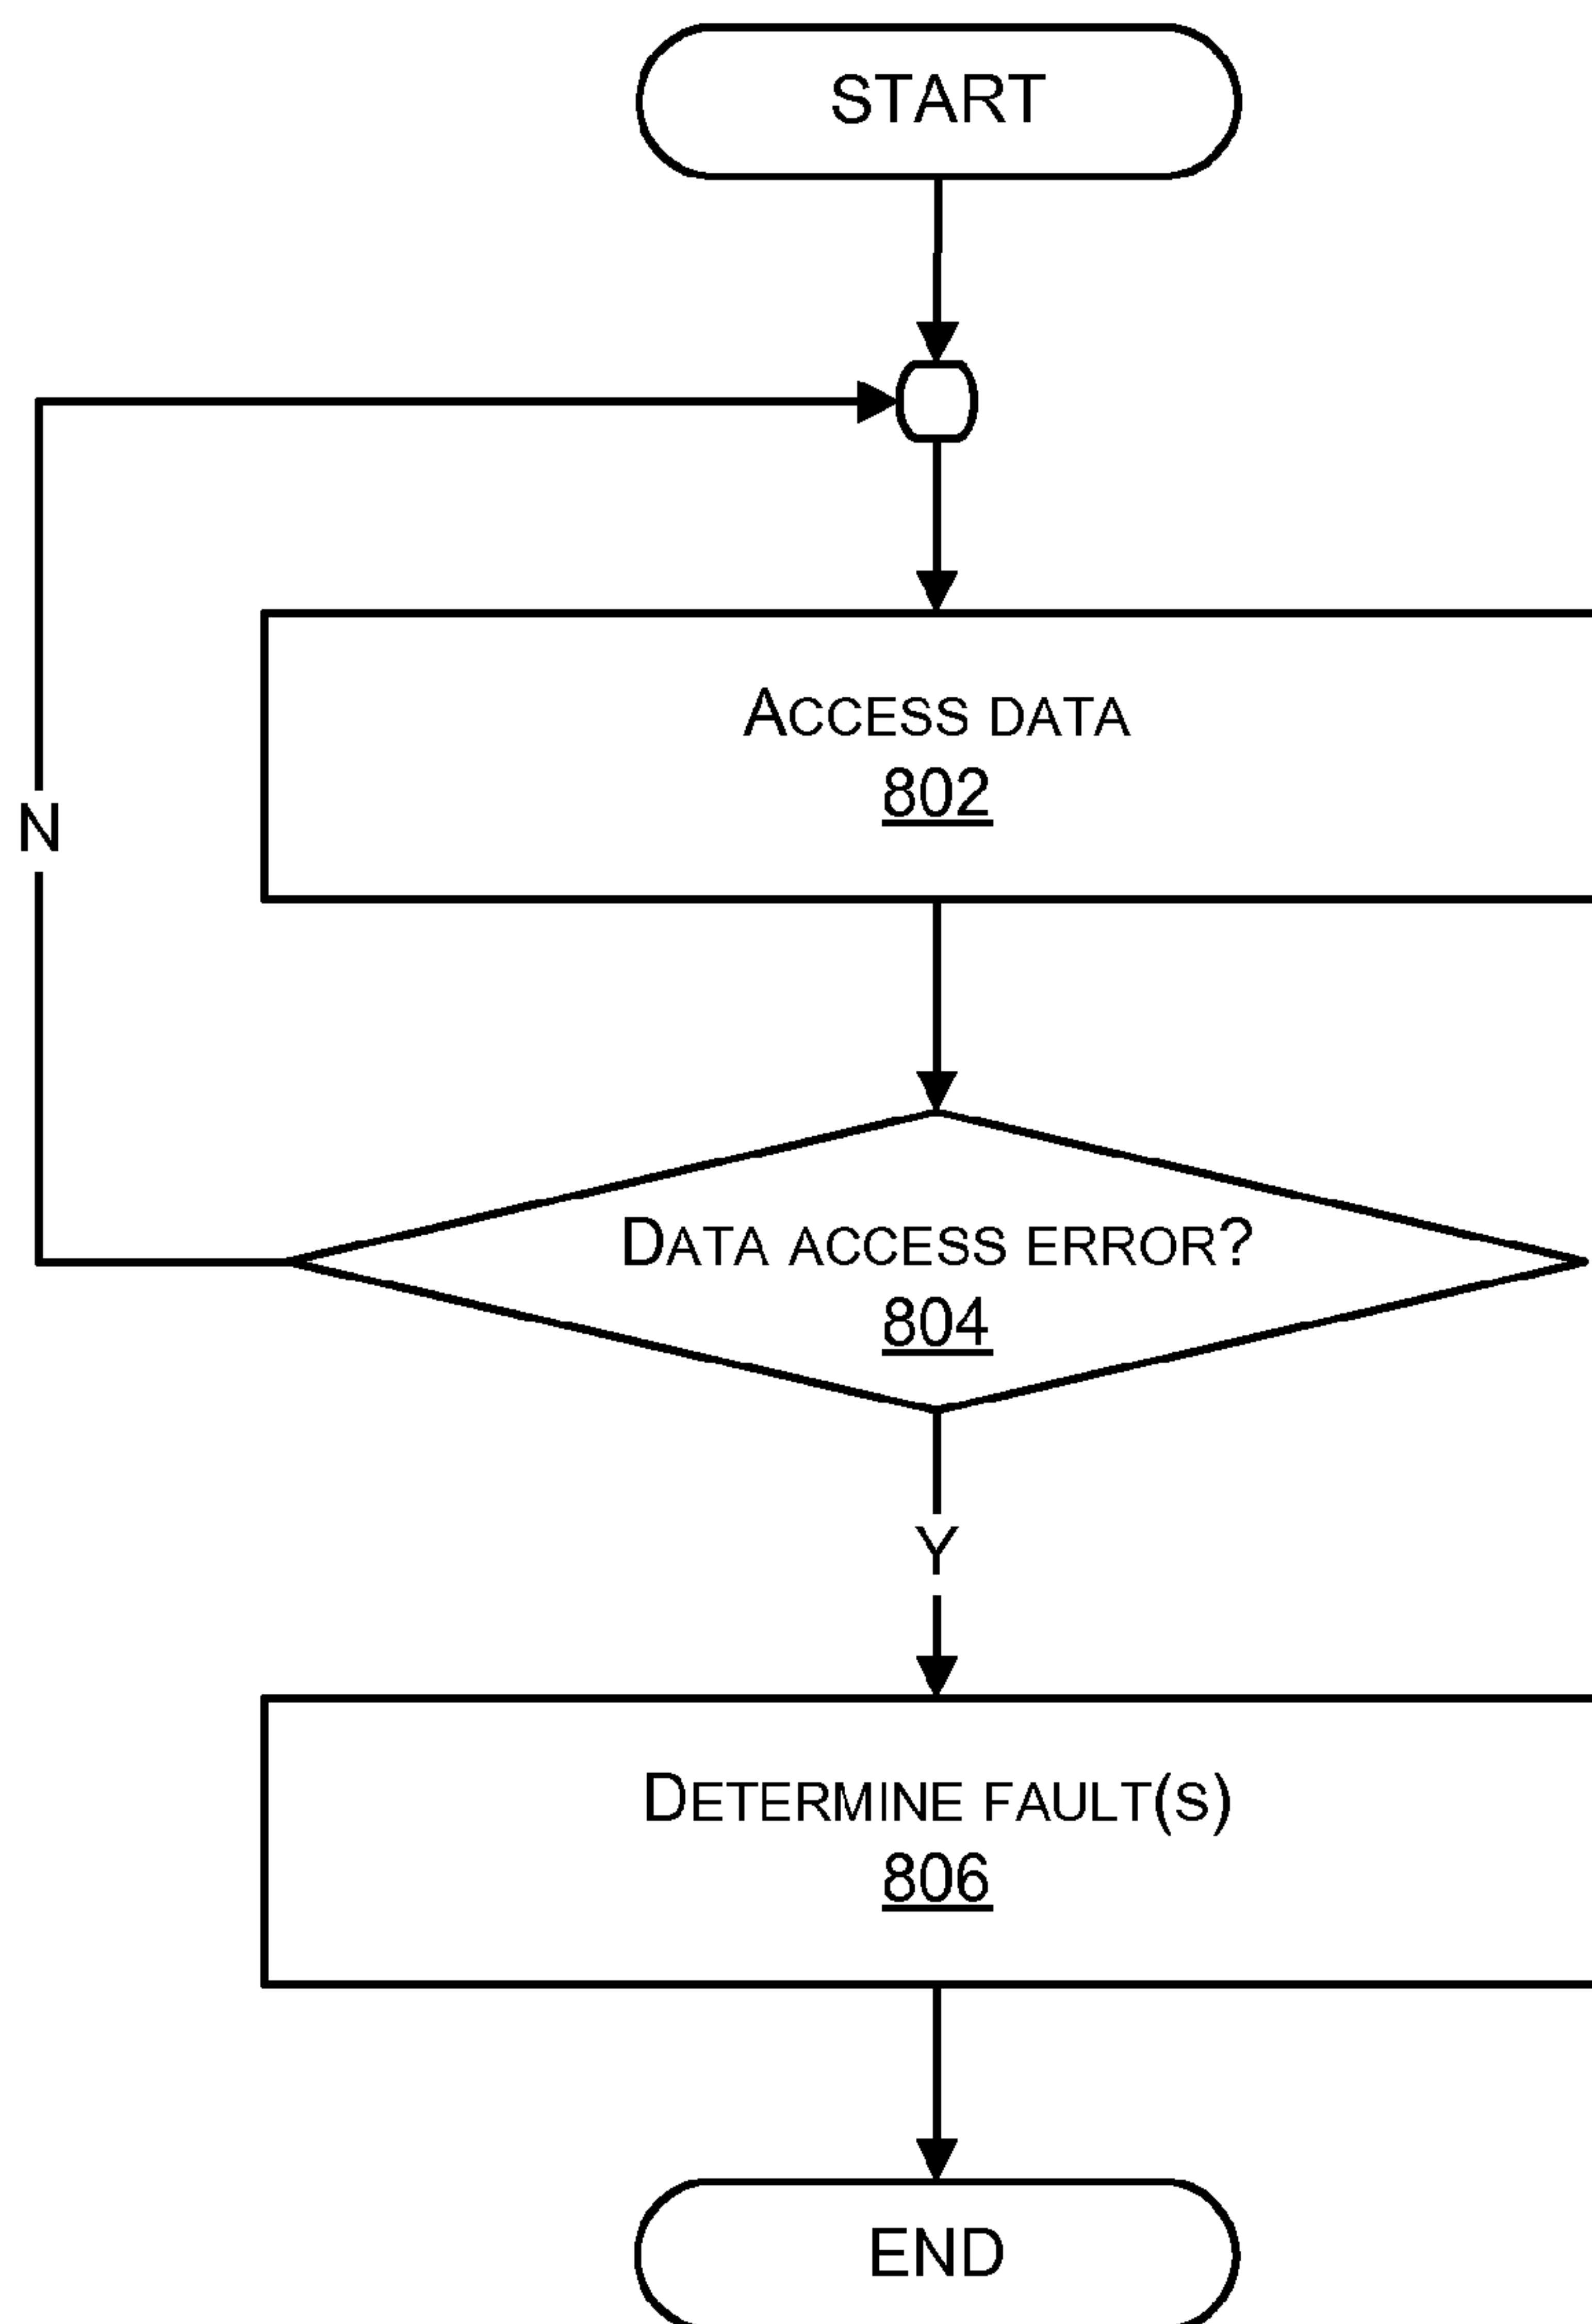 START
ACCESS DATA
802
N
DATA ACCESS ERROR?
804
Y
DETERMINE FAULT(S)
806
END